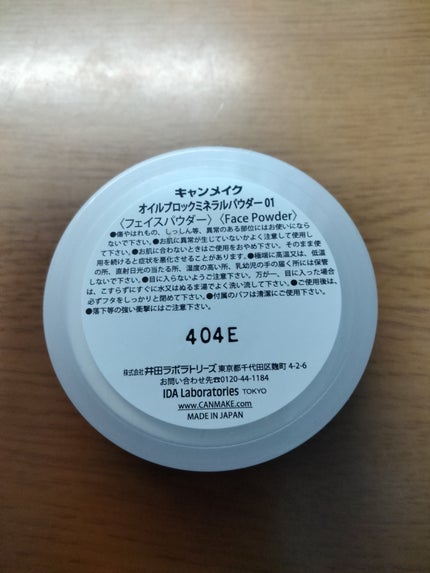 キャンメイク
オイルブロックミネラルパウダー 01
〈フェイスパウダー〉〈Face Powder〉
●傷やはれもの、しっしん等、異常のある部位にはお使いになら
ないで下さい。●お肌に異常が生じていないかよく注意して使用し
て下さい。●お肌に合わないときはご使用をおやめ下さい。そのまま使
用を続けると症状を悪化させることがあります。●極端に高温又は、低温
の所、直射日光の当たる所、湿度の高い所、乳幼児の手の届く所には保管
しないで下さい。●目に入らないようご注意下さい。万が一、目に入った場合
は、こすらずにすぐに水又はぬるま湯でよく洗い流して下さい。●ご使用後は、
必ずフタをしっかりと閉めて下さい。●付属のパフは清潔にご使用下さい。
●落下等の強い衝撃にはご注意下さい。
404E
株式会社 井田ラボラトリーズ 東京都千代田区麹町 4-2-6
お問い合わせ先☎0120-44-1184
IDA Laboratories TOKYO
www.CANMAKE.com
MADE IN JAPAN